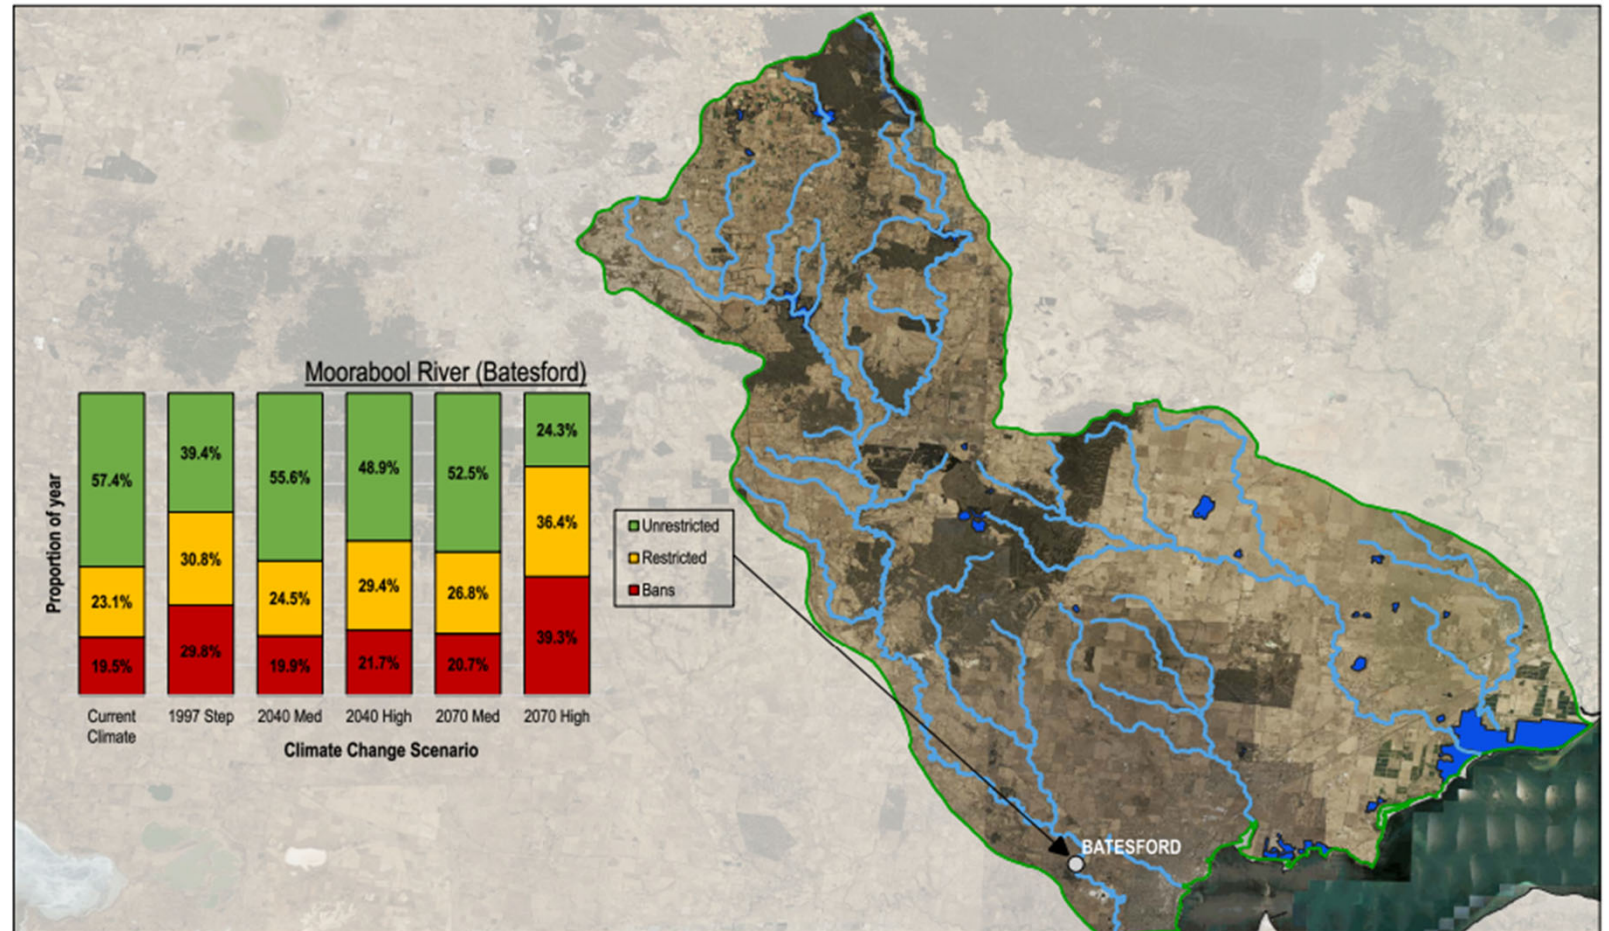 Moorabool River (Batesford)
Proportion of year
57.4%
23.1%
19.5%
39.4%
30.8%
29.8%
55.6%
24.5%
19.9%
48.9%
29.4%
21.7%
52.5%
26.8%
20.7%
24.3%
36.4%
39.3%
Current
Climate
1997 Step
2040 Med
2040 High
2070 Med
2070 High
Climate Change Scenario
Unrestricted
Restricted
Bans
BATESFORD